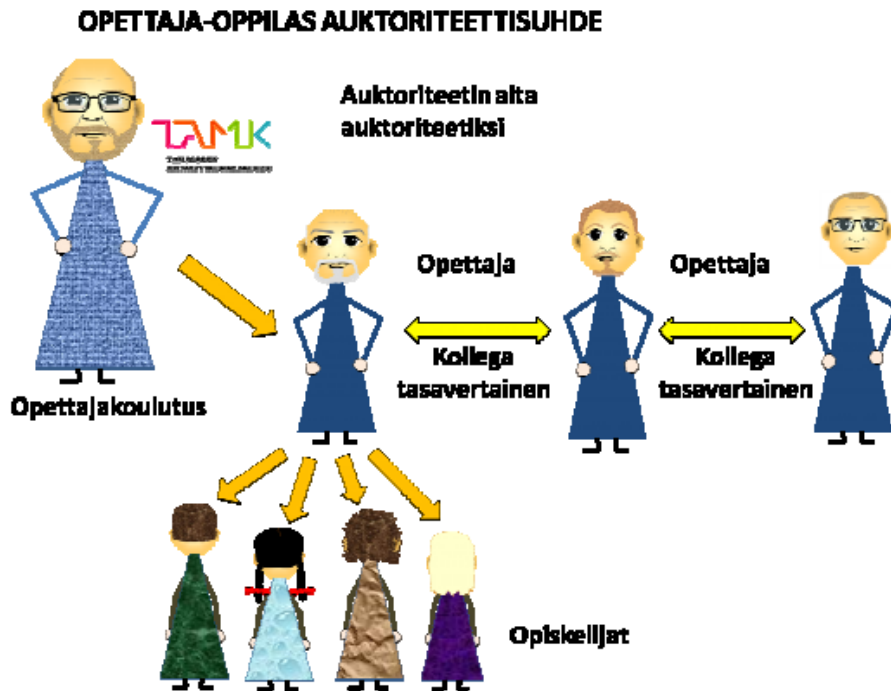 OPETTAJA-OPPILAS AUKTORITEETTISUHDE
Auktoriteetin alta
auktoriteetiksi
TAMK
Opettaja
Kollega
tasavertainen
Opettaja
Kollega
tasavertainen
Opettajakoulutus
Opiskelijat